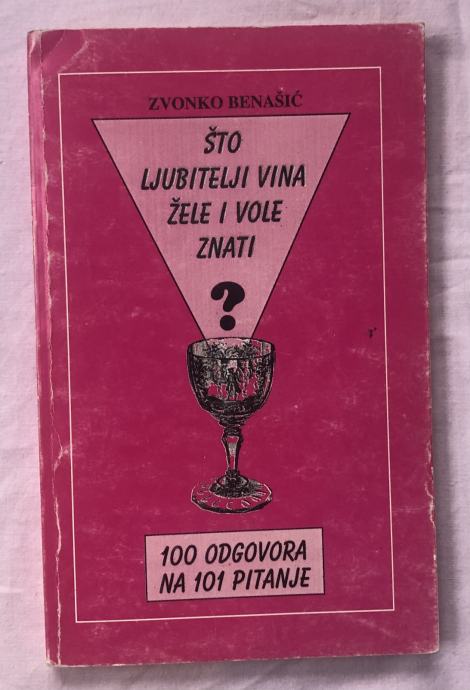 ZVONKO BENAŠIĆ
ŠTO
LJUBITELJI VINA
ŽELE I VOLE
ZNATI
?
100 ODGOVORA
NA 101 PITANJE